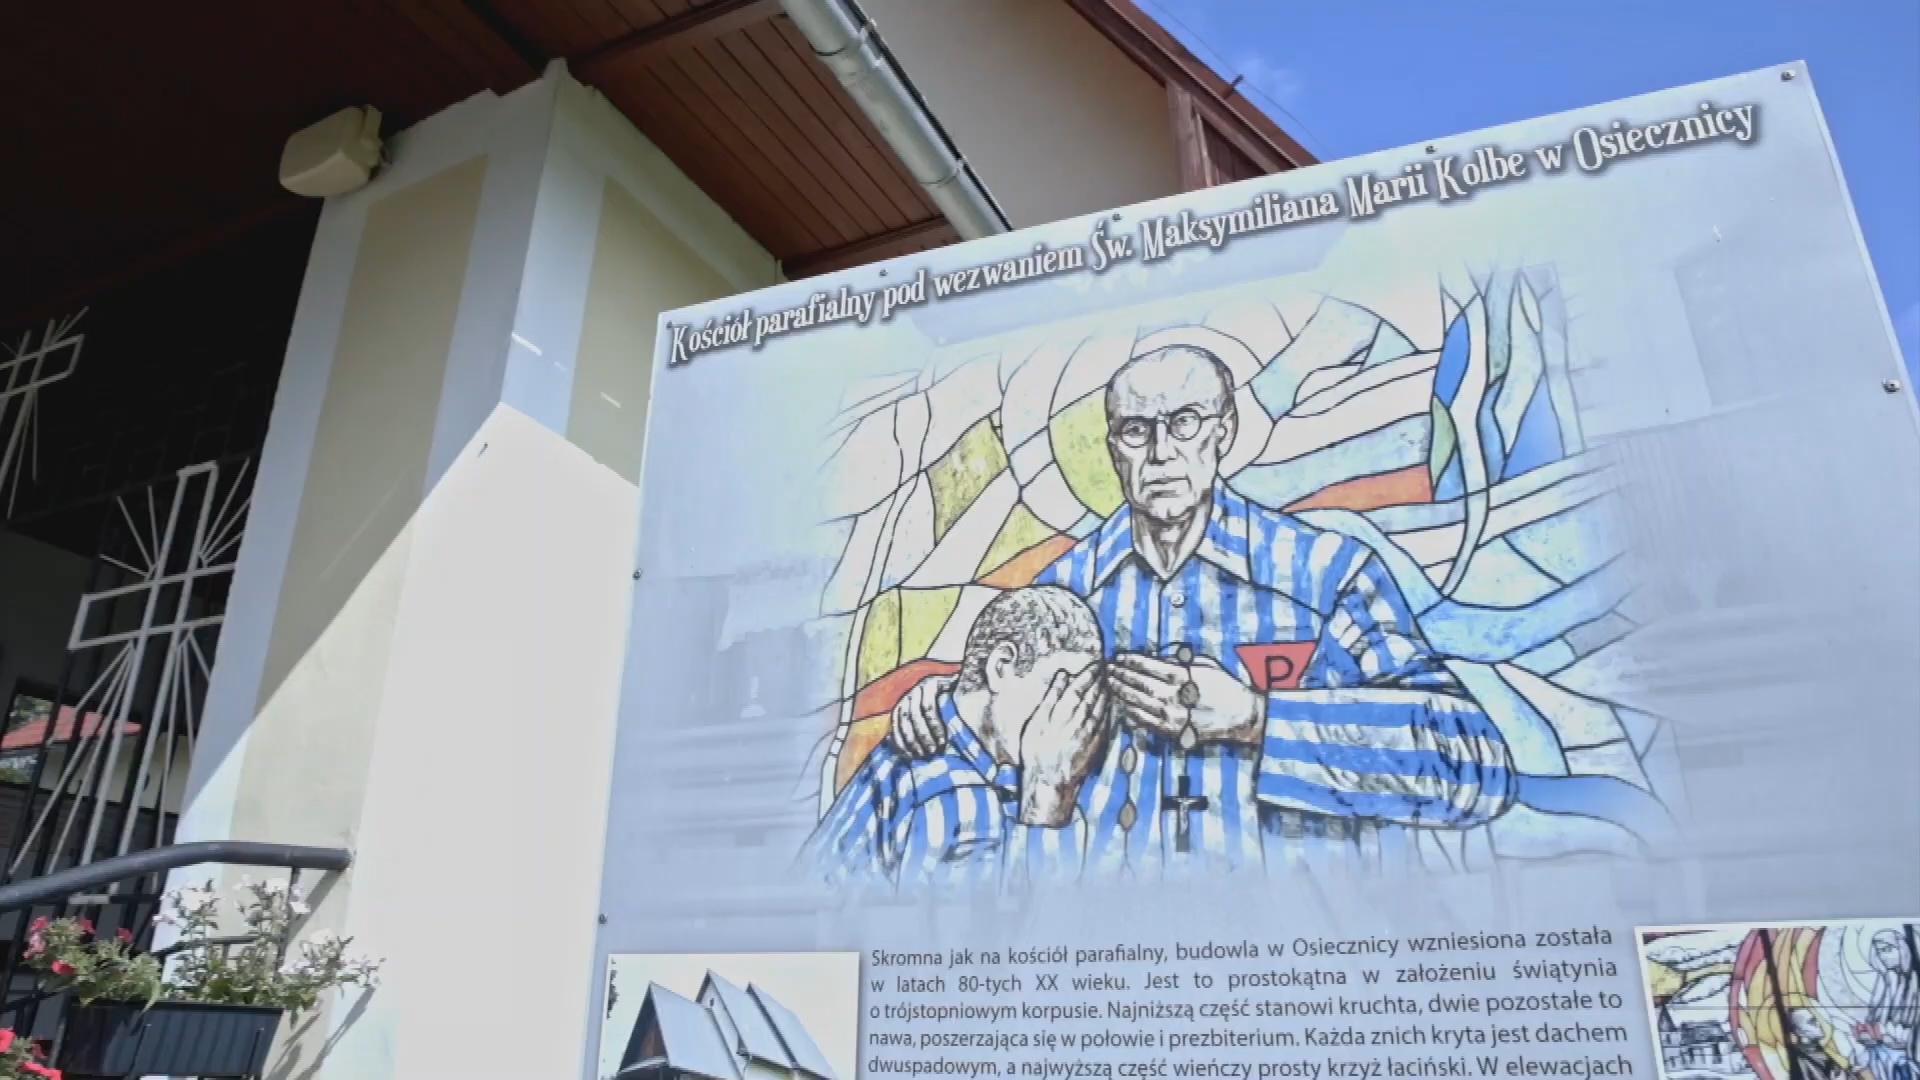 Kościół parafialny pod wezwaniem Św. Maksymiliana Marii Kolbe w Osiecznicy
P
Skromna jak na kościół parafialny, budowla w Osiecznicy wzniesiona została
w latach 80-tych XX wieku. Jest to prostokątna w założeniu świątynia
o trójstopniowym korpusie. Najniższą część stanowi kruchta, dwie pozostałe to
nawa, poszerzająca się w połowie i prezbiterium. Każda znich kryta jest dachem
dwuspadowym, a najwyższą część wieńczy prosty krzyż łaciński. W elewacjach